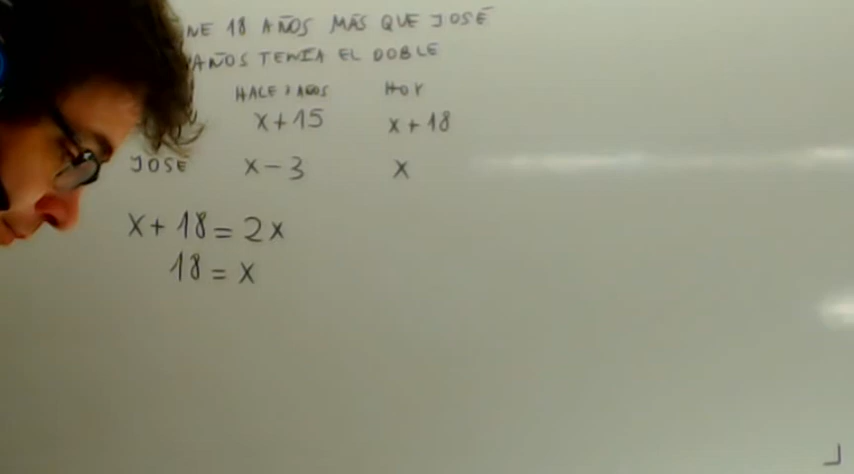 NE 18 AÑOS MÁS QUE JOSÉ
AÑOS TENÍA EL DOBLE
HACE 3 AÑOS HOY
x+15 x+18
JOSÉ x-3 x
x+18=2x
18=x